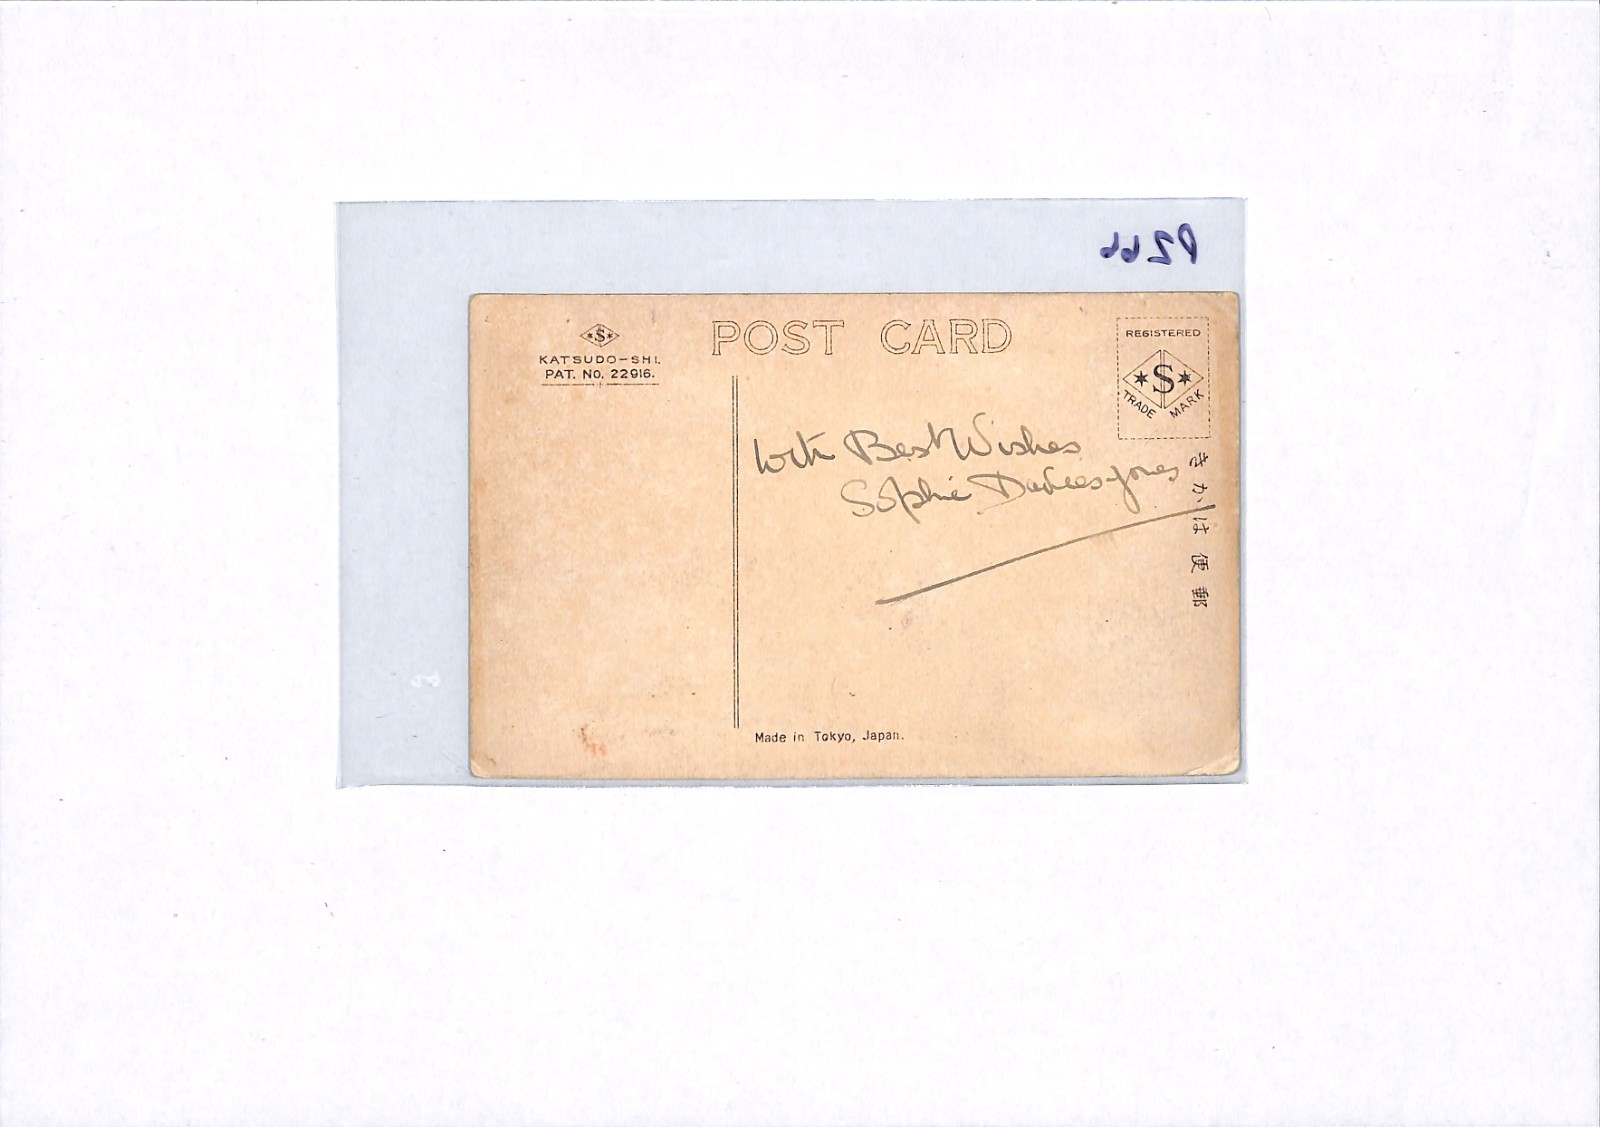 P266
S
KATSUDO-SHI.
PAT. No. 22916.
POST CARD
REGISTERED
S
TRADE MARK
With Best Wishes
Sophie Davies-Jones
きかは便郵
Made in Tokyo, Japan.